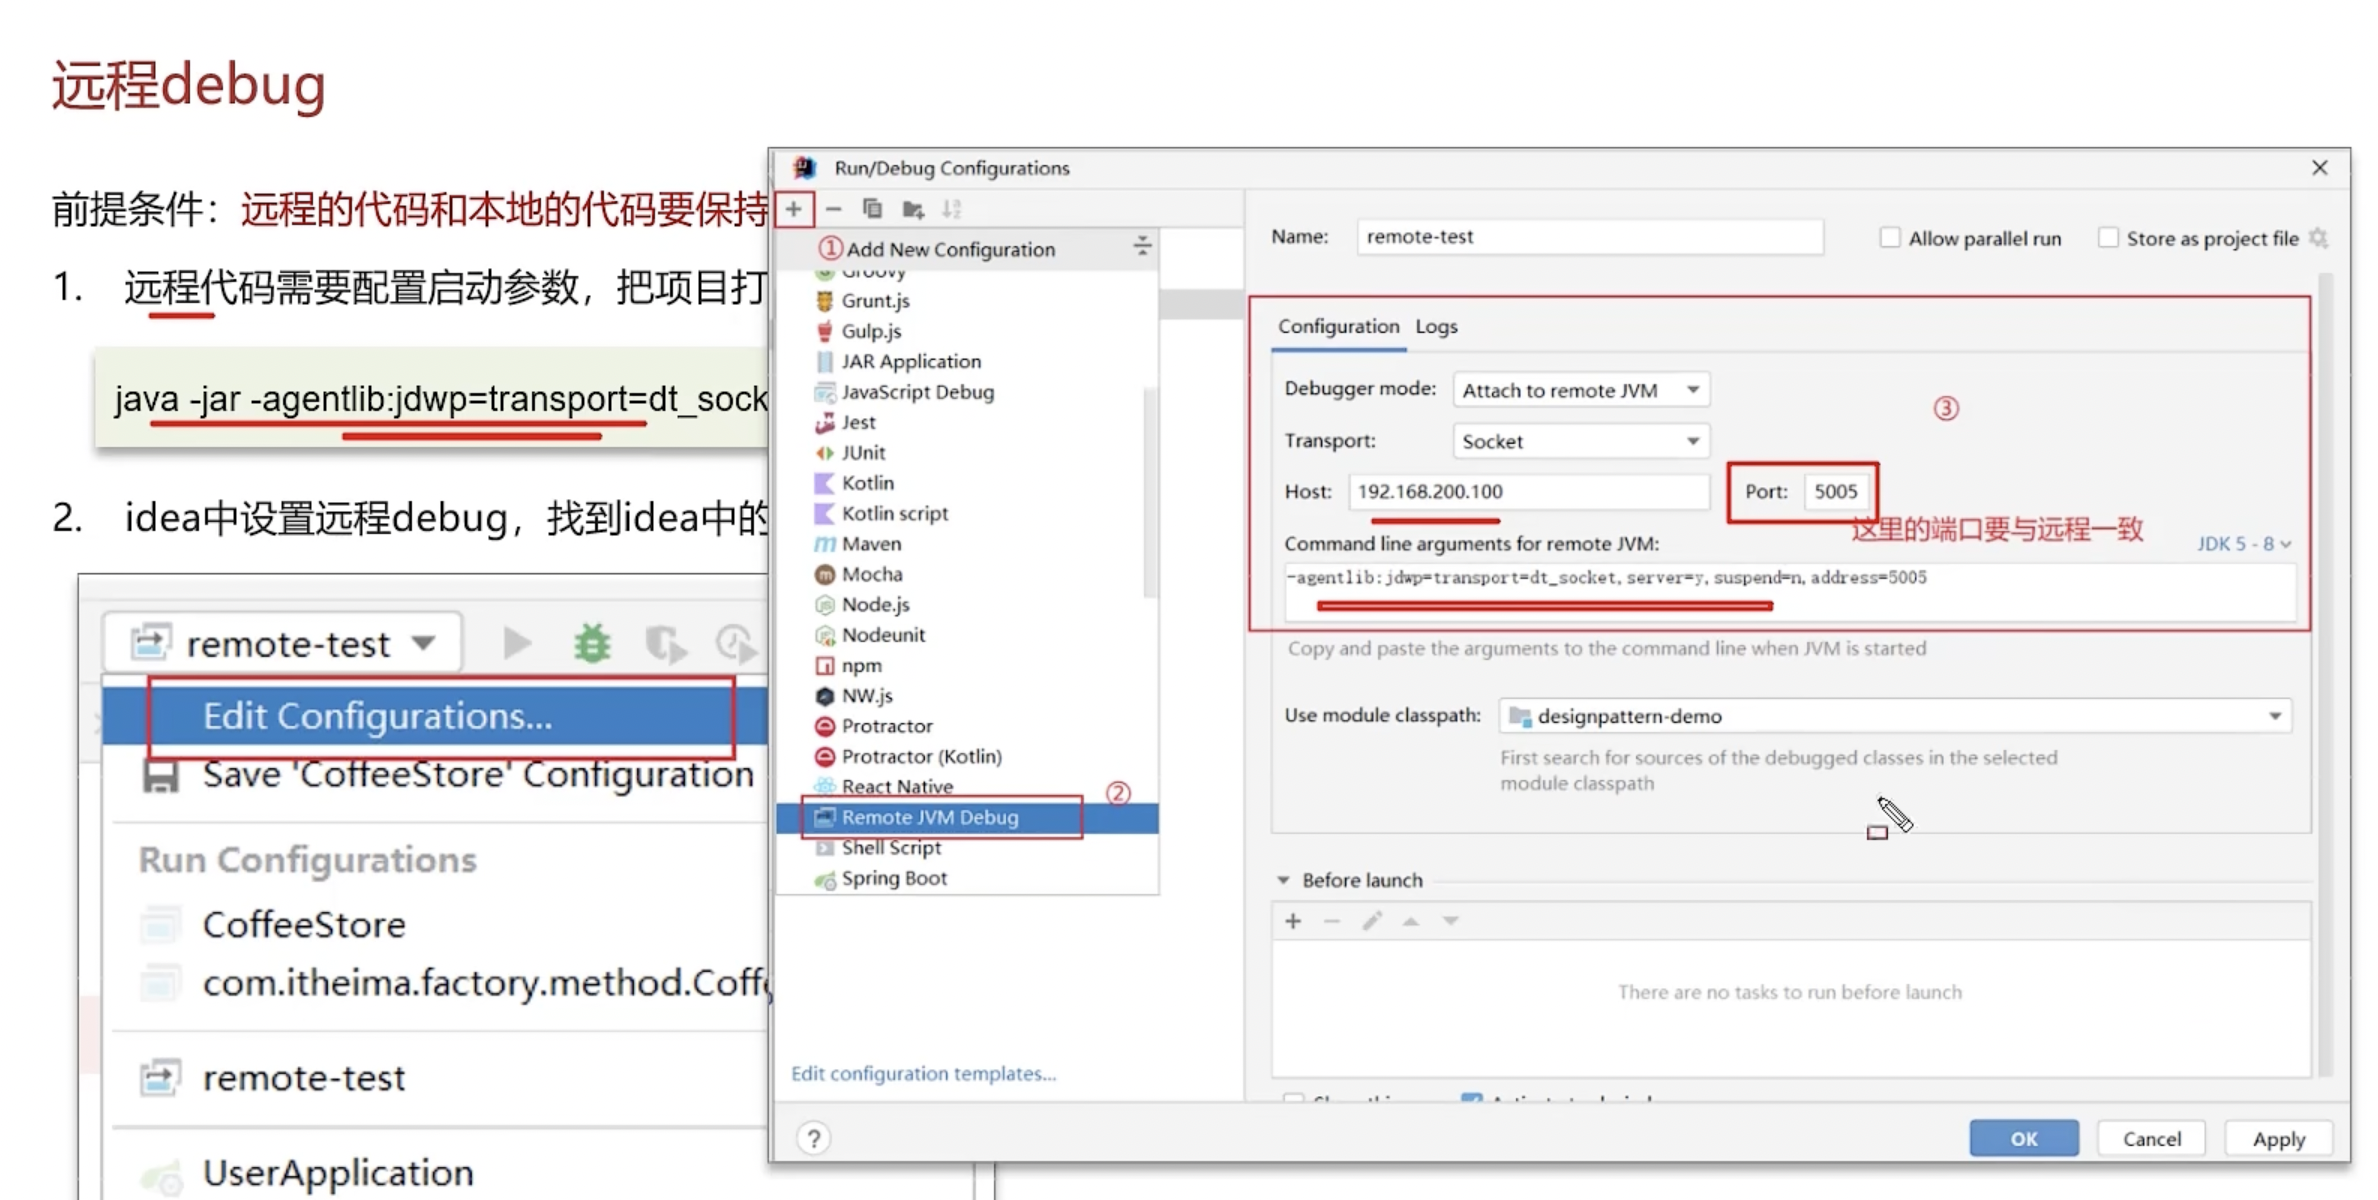 远程debug
前提条件：远程的代码和本地的代码要保持
1. 远程代码需要配置启动参数，把项目打
java -jar -agentlib:jdwp=transport=dt_sock
2. idea中设置远程debug，找到idea中的
remote-test
Edit Configurations...
Save 'CoffeeStore' Configuration
Run Configurations
CoffeeStore
com.itheima.factory.method.Coff
remote-test
UserApplication
Run/Debug Configurations
① Add New Configuration
Groovy
Grunt.js
Gulp.js
JAR Application
JavaScript Debug
Jest
JUnit
Kotlin
Kotlin script
Maven
Mocha
Node.js
Nodeunit
npm
NW.js
Protractor
Protractor (Kotlin)
React Native
②
Remote JVM Debug
Shell Script
Spring Boot
Edit configuration templates...
Name: remote-test Allow parallel run Store as project file
Configuration Logs
Debugger mode: Attach to remote JVM
③
Transport: Socket
Host: 192.168.200.100 Port: 5005
这里的端口要与远程一致
Command line arguments for remote JVM: JDK 5 - 8
-agentlib:jdwp=transport=dt_socket,server=y,suspend=n,address=5005
Copy and paste the arguments to the command line when JVM is started
Use module classpath: designpattern-demo
First search for sources of the debugged classes in the selected
module classpath
Before launch
There are no tasks to run before launch
? OK Cancel Apply